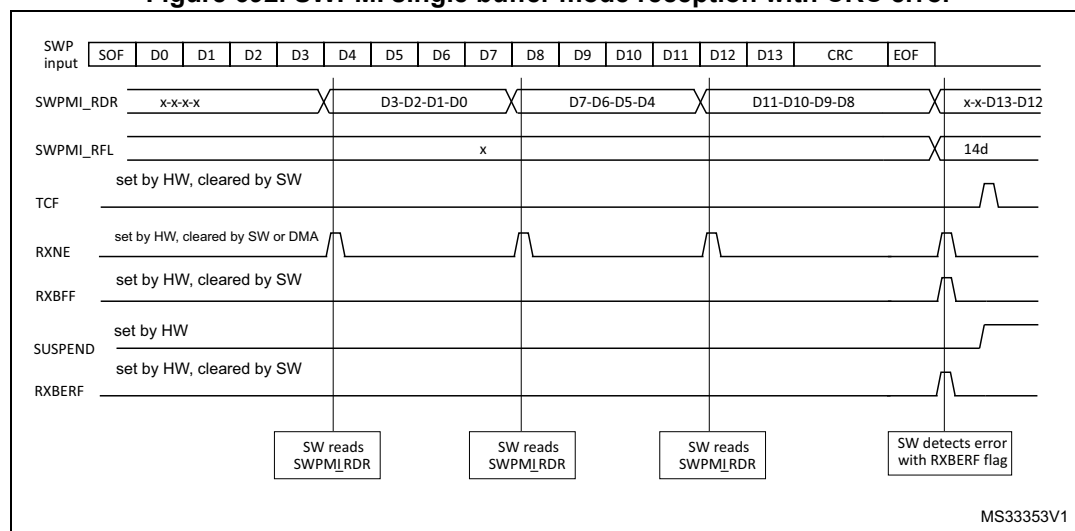 Figure 692. SWPMI single buffer mode reception with CRC error
SWP input SOF D0 D1 D2 D3 D4 D5 D6 D7 D8 D9 D10 D11 D12 D13 CRC EOF
SWPMI_RDR x-x-x-x D3-D2-D1-D0 D7-D6-D5-D4 D11-D10-D9-D8 x-x-D13-D12
SWPMI_RFL x 14d
set by HW, cleared by SW
TCF
set by HW, cleared by SW or DMA
RXNE
set by HW, cleared by SW
RXBFF
set by HW
SUSPEND
set by HW, cleared by SW
RXBERF
SW reads
SWPMI_RDR
SW reads
SWPMI_RDR
SW reads
SWPMI_RDR
SW detects error
with RXBERF flag
MS33353V1